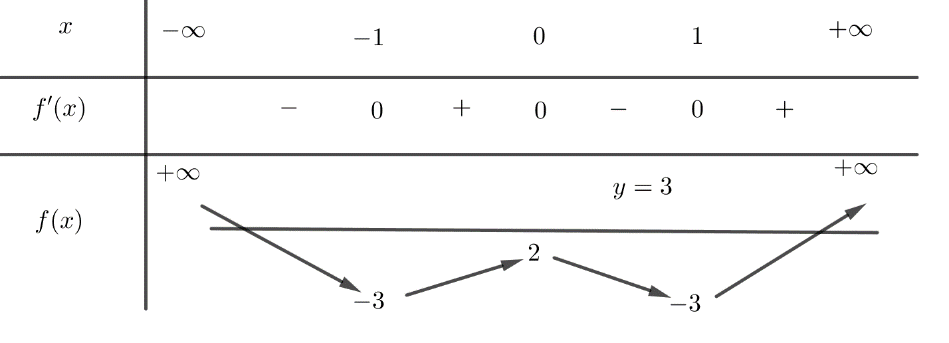 x −∞ −1 0 1 +∞
f′(x) − 0 + 0 − 0 +
+∞ y = 3 +∞
f(x) 2
−3 −3